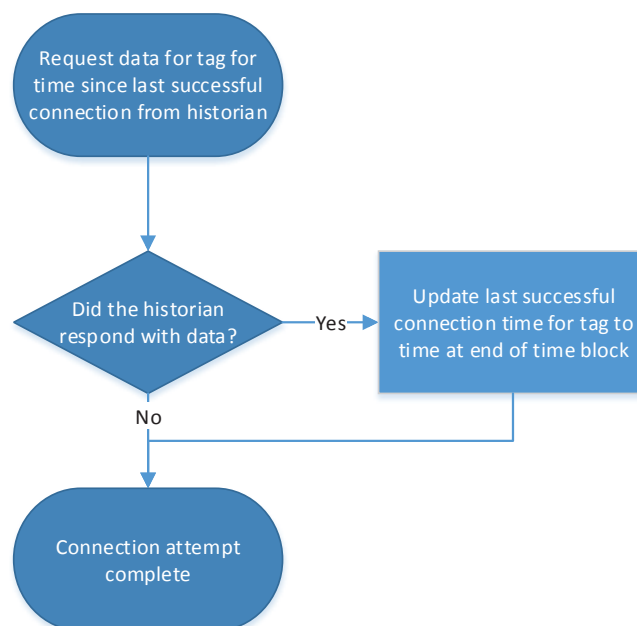 Request data for tag for
time since last successful
connection from historian
Did the historian
respond with data?
Yes
Update last successful
connection time for tag to
time at end of time block
No
Connection attempt
complete